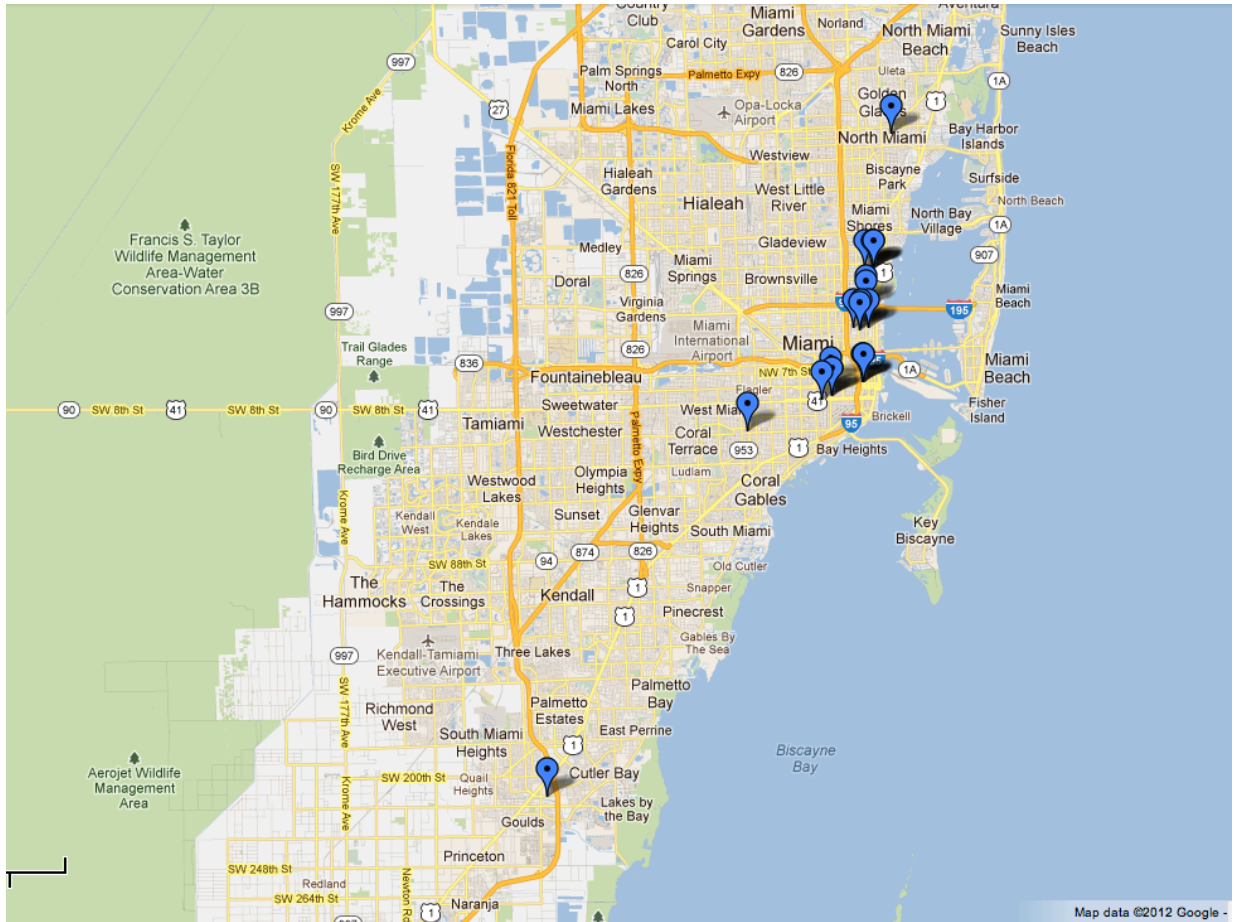 Country
Club
Miami
Gardens
Norland
Aventura
North Miami
Beach
Sunny Isles
Beach
Carol City
997
Palm Springs
North
Palmetto Expy
826
Uleta
1A
Krome Ave
27
Miami Lakes
Opa-Locka
Airport
Golden
1
North Miami
Bay Harbor
Islands
Florida 821 Toll
SW 177th Ave
Westview
Hialeah
Gardens
West Little
River
Biscayne
Park
Surfside
Hialeah
North Beach
Miami
Shores
North Bay
Village
1A
Francis S. Taylor
Wildlife Management
Area-Water
Conservation Area 3B
Medley
Gladeview
907
Miami
Springs
826
Doral
Brownsville
1
Miami
Beach
997
Virginia
Gardens
195
Miami
International
Airport
Miami
Trail Glades
Range
826
836
Fountainebleau
NW 7th St
1A
Miami
Beach
Flagler
90
SW 8th St
41
SW 8th St
90
SW 8th St
41
Sweetwater
West Miami
41
Brickell
Fisher
Island
Tamiami
Westchester
95
Palmetto Expy
Coral
Terrace
953
1
Bay Heights
Bird Drive
Recharge Area
Olympia
Heights
Ludlam
Westwood
Lakes
Coral
Gables
Krome Ave
Kendall
West
Kendale
Lakes
Sunset
Glenvar
Heights
South Miami
Key
Biscayne
874
826
94
SW 88th St
Old Cutler
The
Hammocks
The
Crossings
Kendall
1
Snapper
1
Pinecrest
Gables By
The Sea
997
Kendall-Tamiami
Executive Airport
Three Lakes
SW 177th Ave
Palmetto
Bay
Richmond
West
Palmetto
Estates
South Miami
Heights
East Perrine
1
Biscayne
Bay
Aerojet Wildlife
Management
Area
SW 200th St
Quail
Heights
Cutler Bay
Krome Ave
Lakes by
the Bay
Goulds
Princeton
SW 248th St
Redland
Newton Rd
SW 264th St
Naranja
997
1
Map data ©2012 Google -